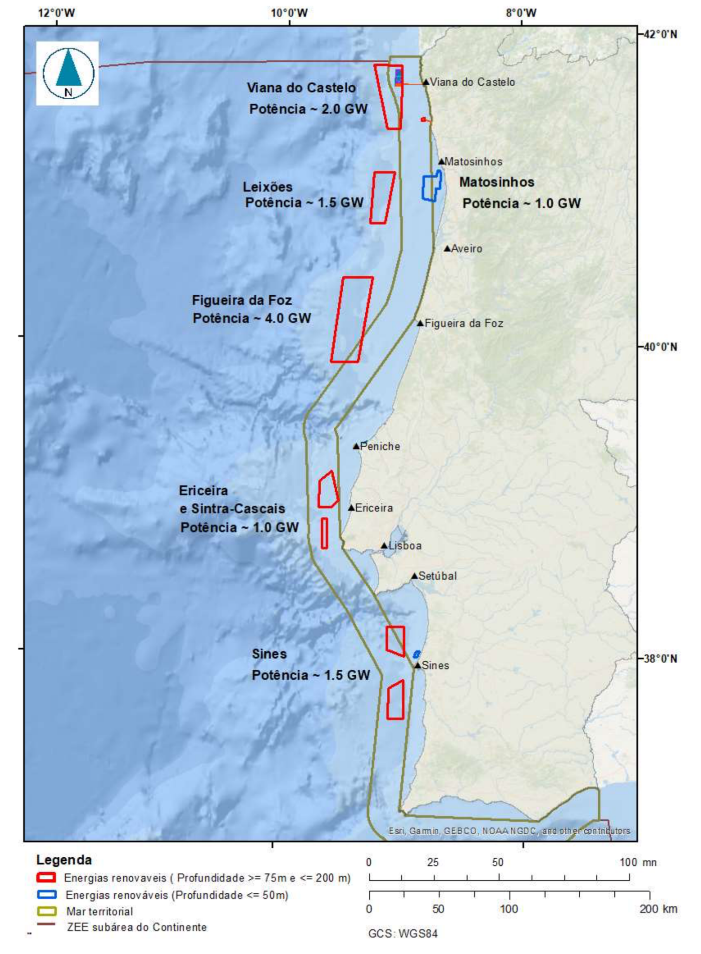 12°0'W
10°0'W
8°0'W
42°0'N
N
Viana do Castelo
Potência ~ 2.0 GW
Viana do Castelo
Matosinhos
Leixões
Potência ~ 1.5 GW
Matosinhos
Potência ~ 1.0 GW
Aveiro
Figueira da Foz
Potência ~ 4.0 GW
Figueira da Foz
40°0'N
Peniche
Ericeira
e Sintra-Cascais
Potência ~ 1.0 GW
Ericeira
Lisboa
Setúbal
Sines
Potência ~ 1.5 GW
38°0'N
Sines
Esri, Garmin, GEBCO, NOAA NGDC, and other contributors
Legenda
Energias renovaveis ( Profundidade >= 75m e <= 200 m)
Energias renováveis (Profundidade <= 50m)
Mar territorial
ZEE subárea do Continente
0 25 50 100 mn
0 50 100 200 km
GCS: WGS84